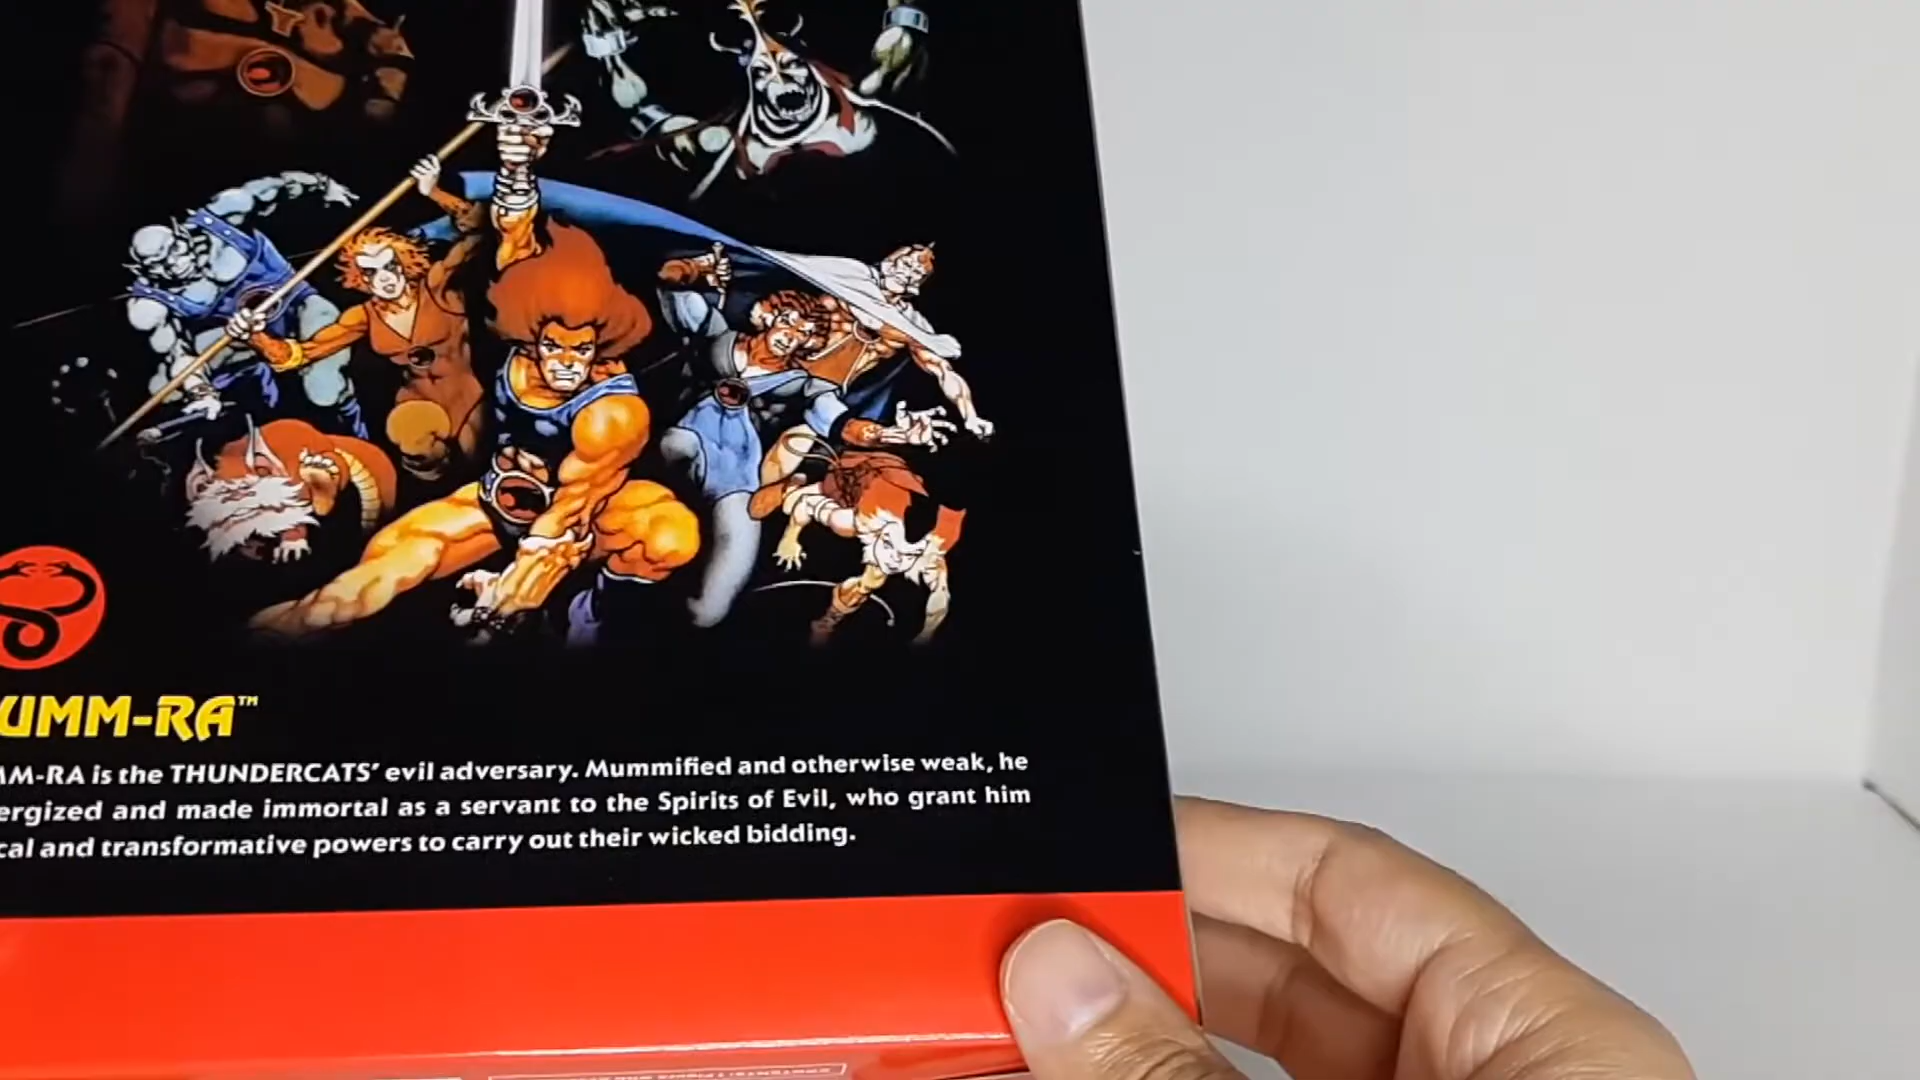 UMM-RA™
MM-RA is the THUNDERCATS' evil adversary. Mummified and otherwise weak, he
ergized and made immortal as a servant to the Spirits of Evil, who grant him
cal and transformative powers to carry out their wicked bidding.